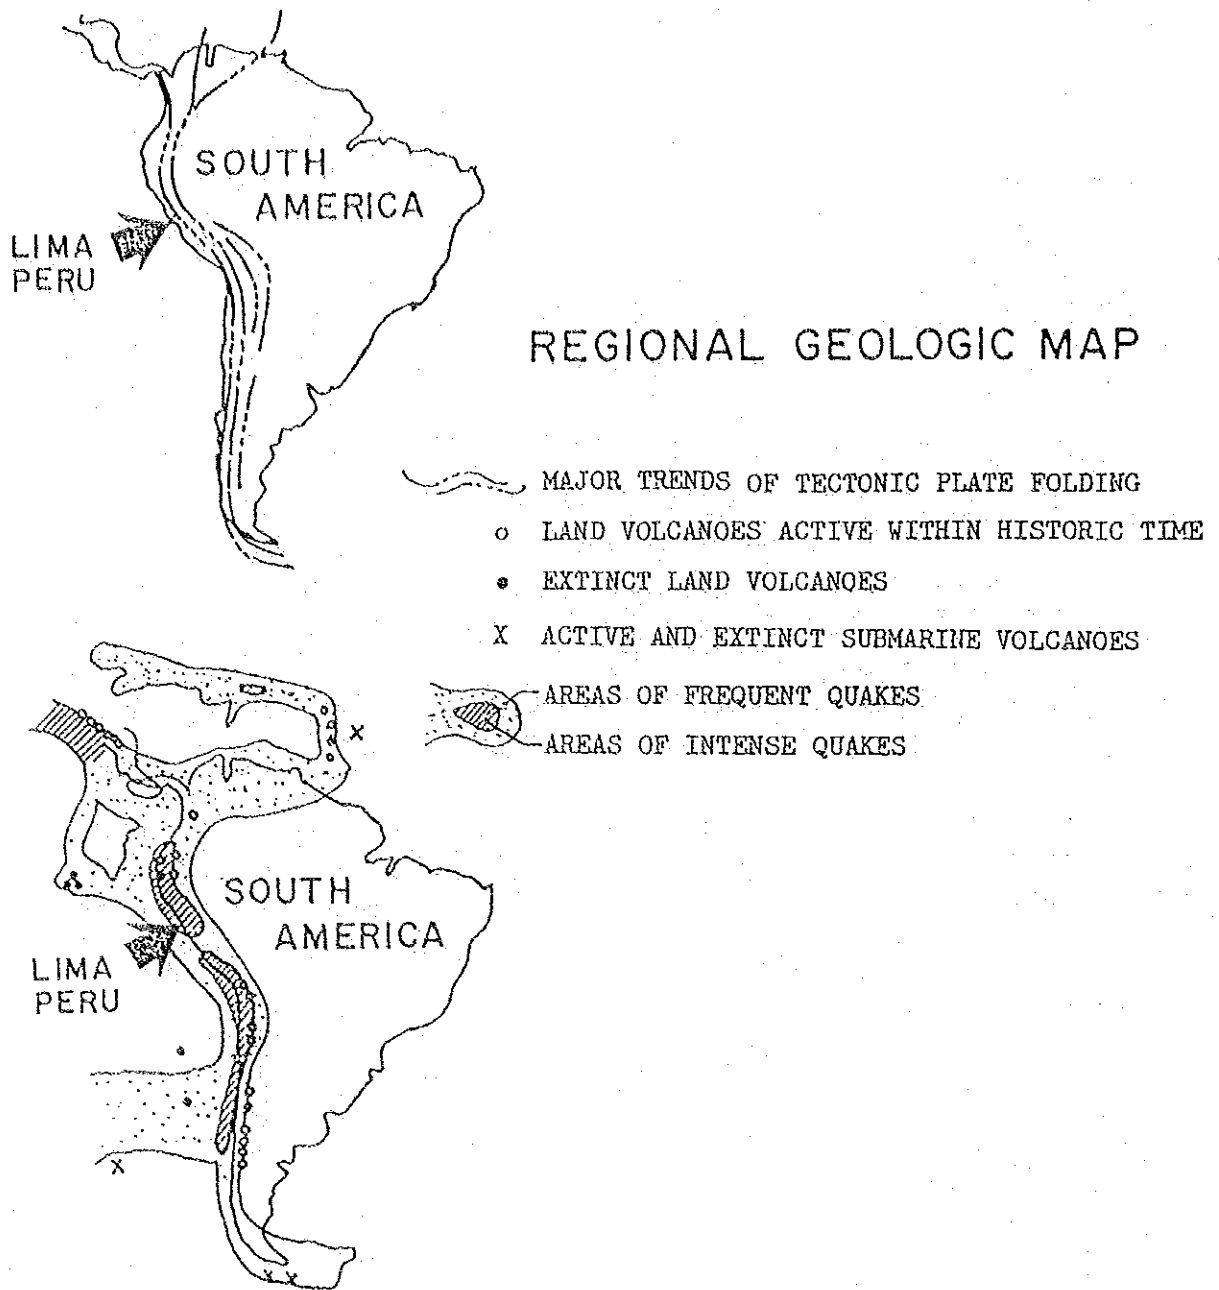 SOUTH
AMERICA
LIMA
PERU
REGIONAL GEOLOGIC MAP
MAJOR TRENDS OF TECTONIC PLATE FOLDING
o LAND VOLCANOES ACTIVE WITHIN HISTORIC TIME
• EXTINCT LAND VOLCANOES
X ACTIVE AND EXTINCT SUBMARINE VOLCANOES
AREAS OF FREQUENT QUAKES
AREAS OF INTENSE QUAKES
X
SOUTH
AMERICA
LIMA
PERU
X
X X